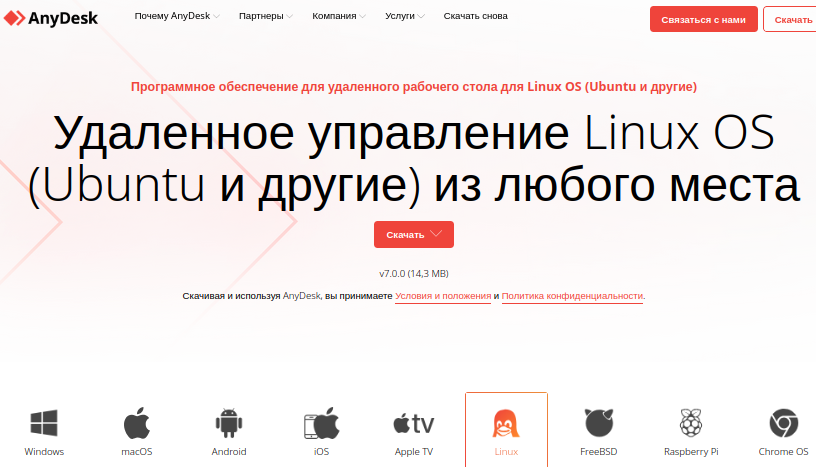 AnyDesk Почему AnyDesk Партнеры Компания Услуги Скачать снова Связаться с нами Скачать
Программное обеспечение для удаленного рабочего стола для Linux OS (Ubuntu и другие)
Удаленное управление Linux OS
(Ubuntu и другие) из любого места
Скачать
v7.0.0 (14,3 MB)
Скачивая и используя AnyDesk, вы принимаете Условия и положения и Политика конфиденциальности.
tv
Windows macOS Android iOS Apple TV Linux FreeBSD Raspberry Pi Chrome OS